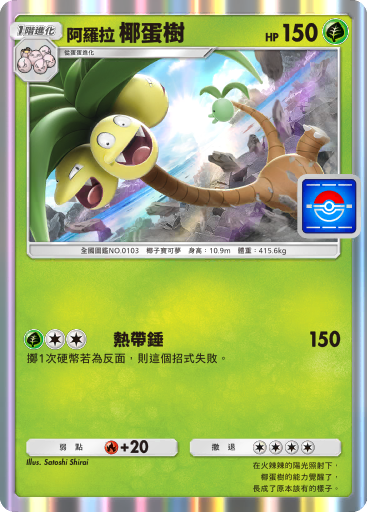 1階進化
阿羅拉 椰蛋樹
HP 150
從蛋蛋進化
全國圖鑑NO.0103 椰子寶可夢 身高：10.9m 體重：415.6kg
熱帶錘 150
擲1次硬幣若為反面，則這個招式失敗。
弱點 +20 撤退
Illus. Satoshi Shirai
在火辣辣的陽光照射下，
椰蛋樹的能力覺醒了，
長成了原本該有的樣子。